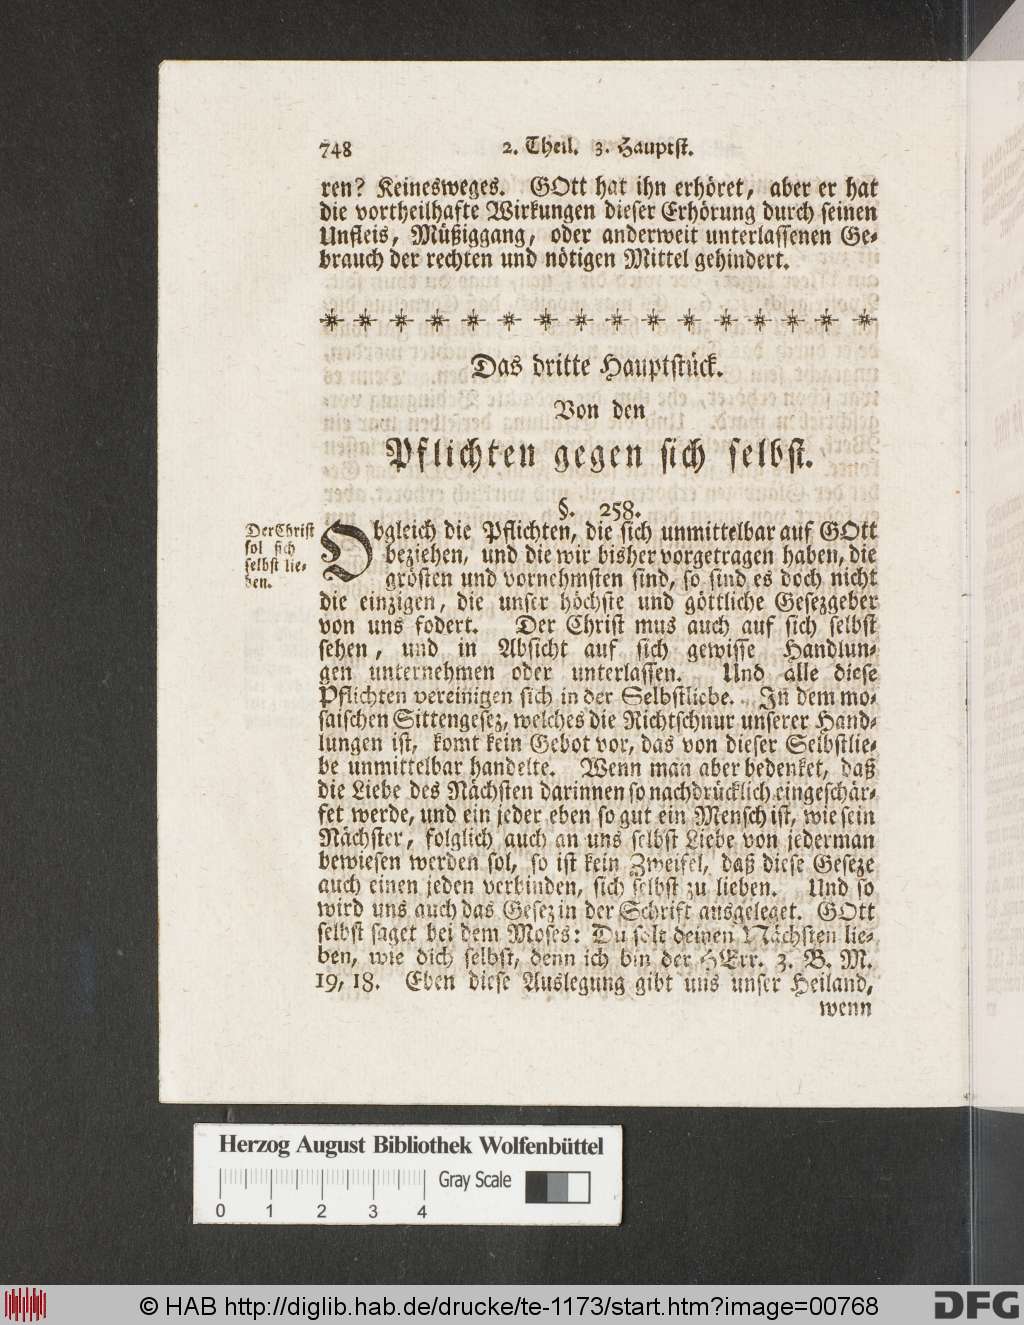 748 2. Theil. 3. Hauptst.
ren? Keinesweges. GOtt hat ihn erhöret, aber er hat
die vortheilhafte Wirkungen dieser Erhörung durch seinen
Unfleis, Müßiggang, oder anderweit unterlassenen Ge-
brauch der rechten und nötigen Mittel gehindert.
Das dritte Hauptstück.
Von den
Pflichten gegen sich selbst.
§. 258.
Der Christ
sol sich
selbst lie-
ben.
Obgleich die Pflichten, die sich unmittelbar auf GOtt
beziehen, und die wir bisher vorgetragen haben, die
grösten und vornehmsten sind, so sind es doch nicht
die einzigen, die unser höchste und göttliche Gesezgeber
von uns fodert. Der Christ mus auch auf sich selbst
sehen, und in Absicht auf sich gewisse Handlun-
gen unternehmen oder unterlassen. Und alle diese
Pflichten vereinigen sich in der Selbstliebe. In dem mo-
saischen Sittengesez, welches die Richtschnur unserer Hand-
lungen ist, komt kein Gebot vor, das von dieser Selbstlie-
be unmittelbar handelte. Wenn man aber bedenket, daß
die Liebe des Nächsten darinnen so nachdrücklich eingeschär-
fet werde, und ein jeder eben so gut ein Mensch ist, wie sein
Nächster, folglich auch an uns selbst Liebe von jederman
bewiesen werden sol, so ist kein Zweifel, daß diese Geseze
auch einen jeden verbinden, sich selbst zu lieben. Und so
wird uns auch das Gesez in der Schrift ausgeleget. GOtt
selbst saget bei dem Moses: Du solt deinen Nächsten lie-
ben, wie dich selbst, denn ich bin der HErr. 3. B. M.
19, 18. Eben diese Auslegung gibt uns unser Heiland,
wenn
Herzog August Bibliothek Wolfenbüttel
Gray Scale
0 1 2 3 4
© HAB http://diglib.hab.de/drucke/te-1173/start.htm?image=00768
DFG